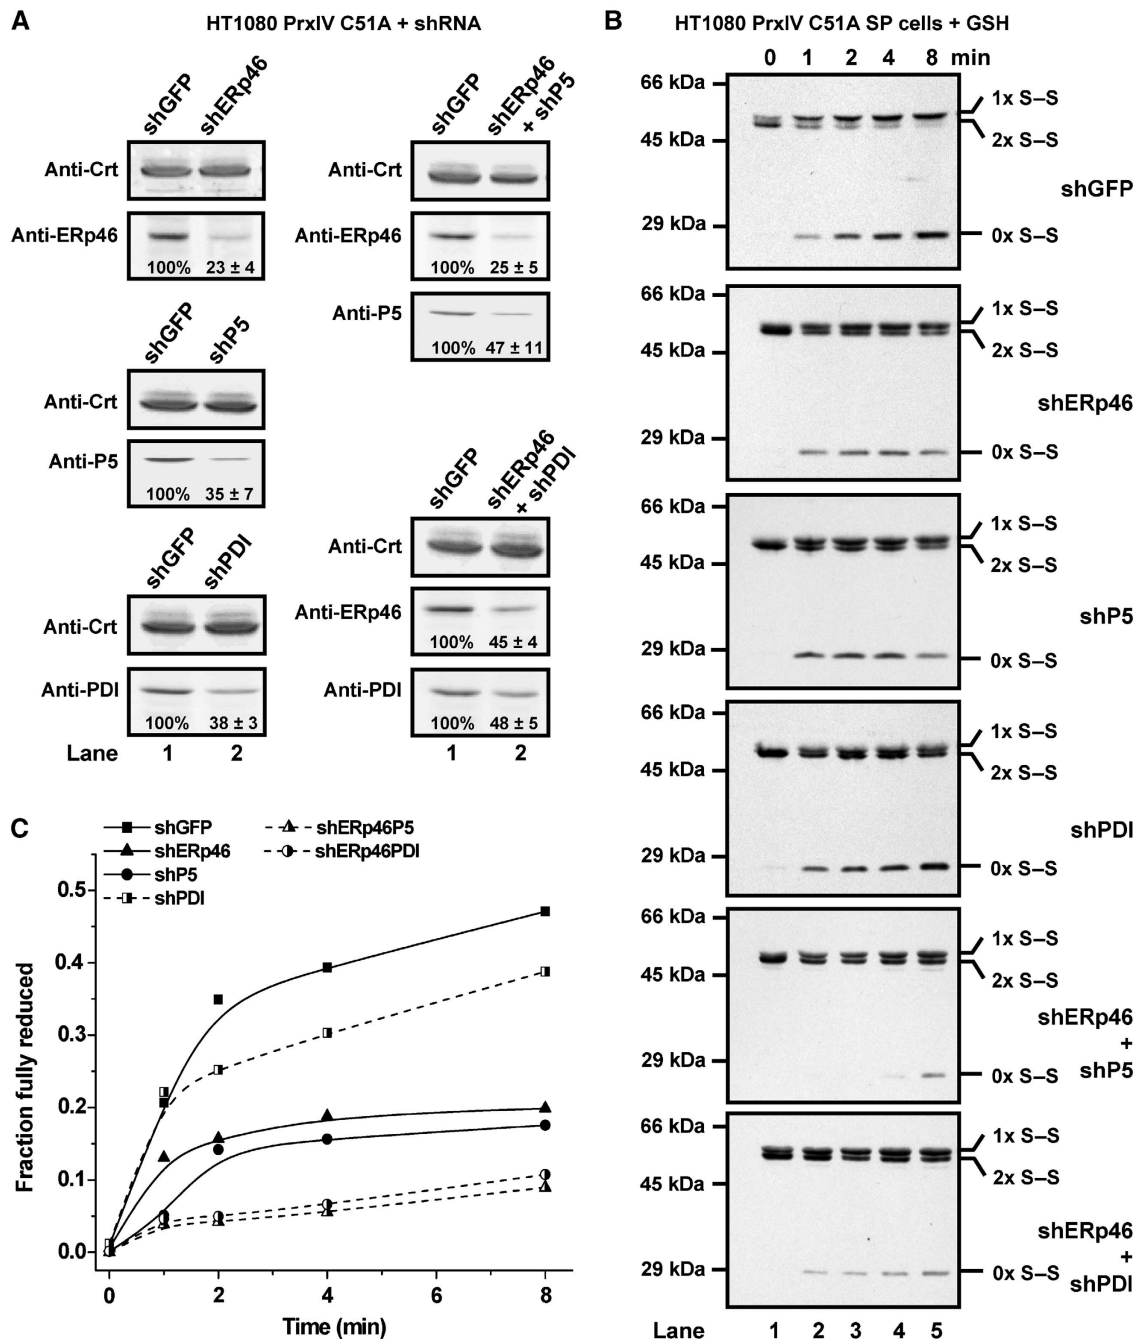 A
HT1080 PrxIV C51A + shRNA
shGFP
shERp46
Anti-Crt
Anti-ERp46
100%
23 ± 4
shGFP
shP5
Anti-Crt
Anti-P5
100%
35 ± 7
shGFP
shPDI
Anti-Crt
Anti-PDI
100%
38 ± 3
Lane
1
2
shGFP
shERp46
+ shP5
Anti-Crt
Anti-ERp46
100%
25 ± 5
Anti-P5
100%
47 ± 11
shGFP
shERp46
+ shPDI
Anti-Crt
Anti-ERp46
100%
45 ± 4
Anti-PDI
100%
48 ± 5
1
2
B
HT1080 PrxIV C51A SP cells + GSH
0 1 2 4 8 min
66 kDa
45 kDa
29 kDa
1x S–S
2x S–S
0x S–S
shGFP
66 kDa
45 kDa
29 kDa
1x S–S
2x S–S
0x S–S
shERp46
66 kDa
45 kDa
29 kDa
1x S–S
2x S–S
0x S–S
shP5
66 kDa
45 kDa
29 kDa
1x S–S
2x S–S
0x S–S
shPDI
66 kDa
45 kDa
29 kDa
1x S–S
2x S–S
0x S–S
shERp46
+
shP5
66 kDa
45 kDa
29 kDa
1x S–S
2x S–S
0x S–S
shERp46
+
shPDI
Lane 1 2 3 4 5
C
shGFP
shERp46
shP5
shPDI
shERp46P5
shERp46PDI
Fraction fully reduced
0.5
0.4
0.3
0.2
0.1
0.0
0 2 4 6 8
Time (min)